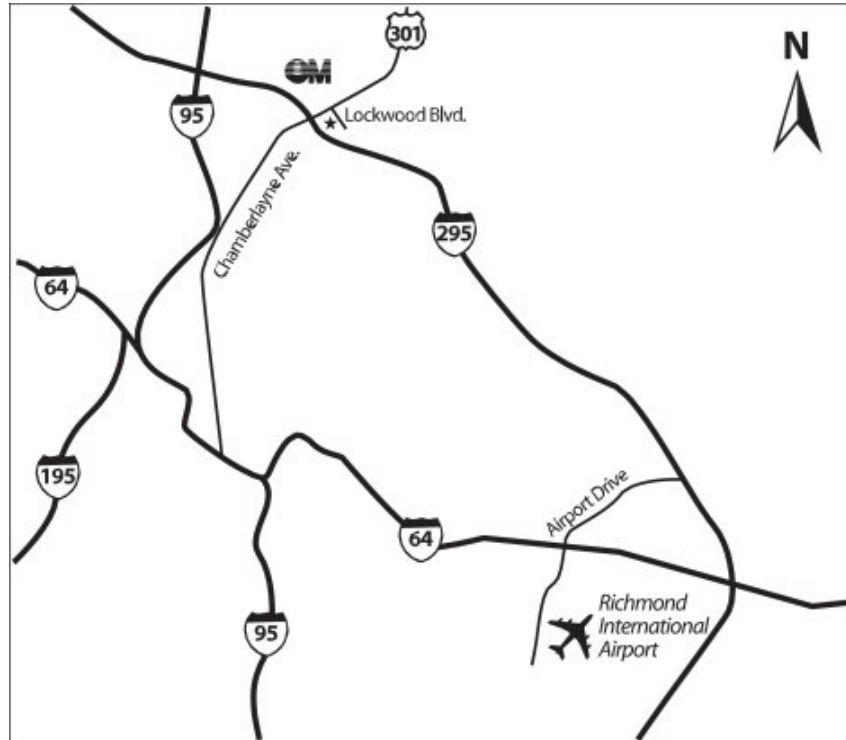 301
N
OM
95
Lockwood Blvd.
Chamberlayne Ave.
295
64
195
Airport Drive
64
Richmond
International
Airport
95